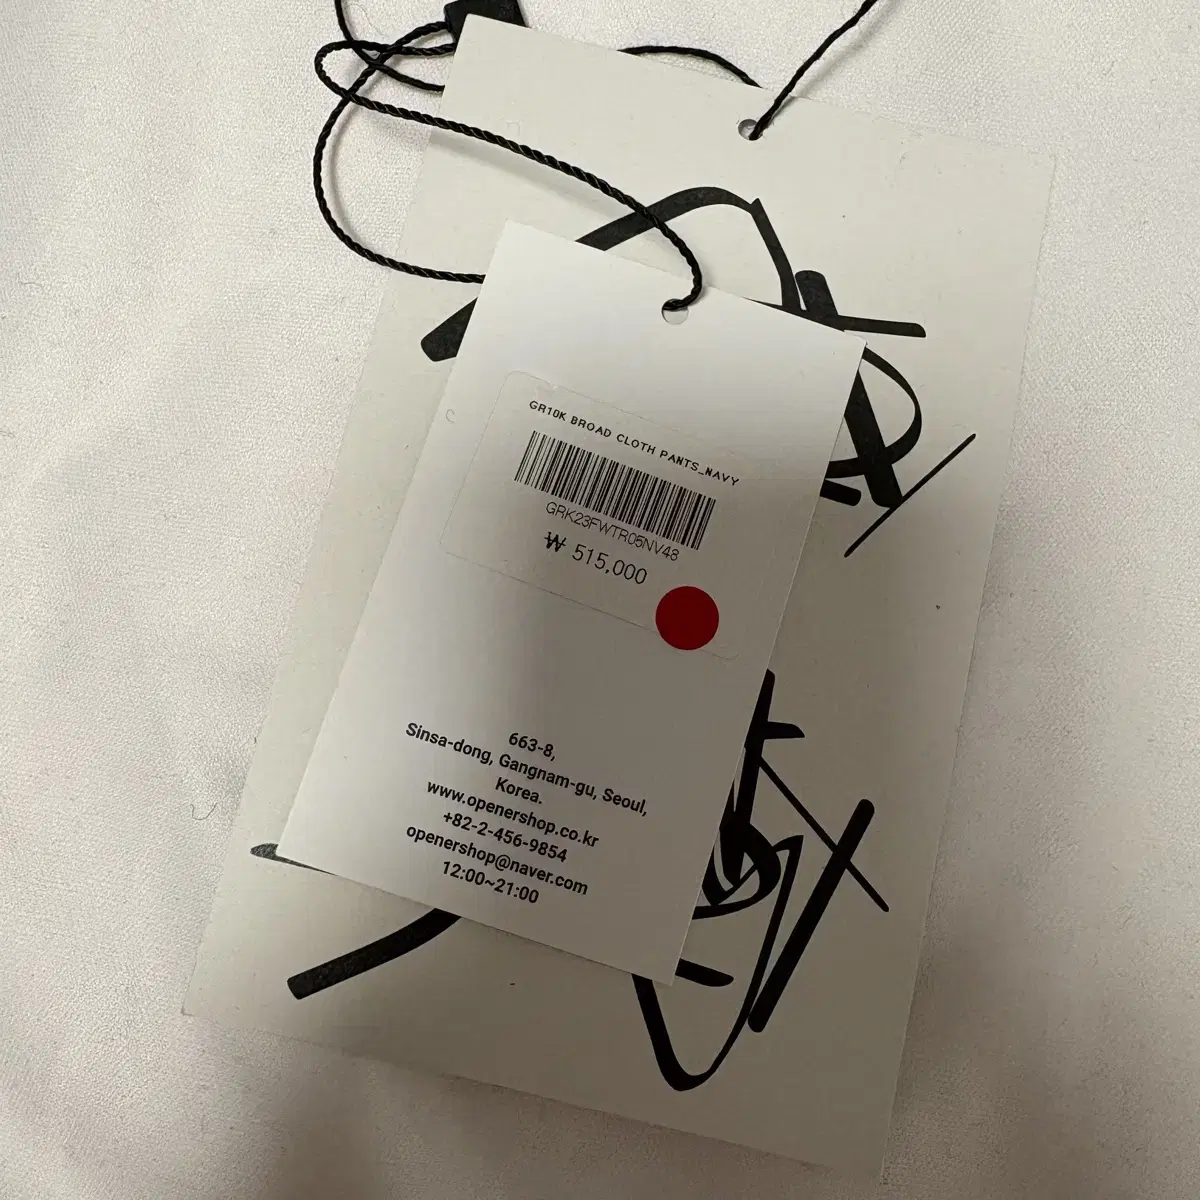 GR10K BROAD CLOTH PANTS_NAVY
GRK23FWTR05NV48
₩ 515,000
663-8,
Sinsa-dong, Gangnam-gu, Seoul,
Korea.
www.openershop.co.kr
+82-2-456-9854
openershop@naver.com
12:00~21:00